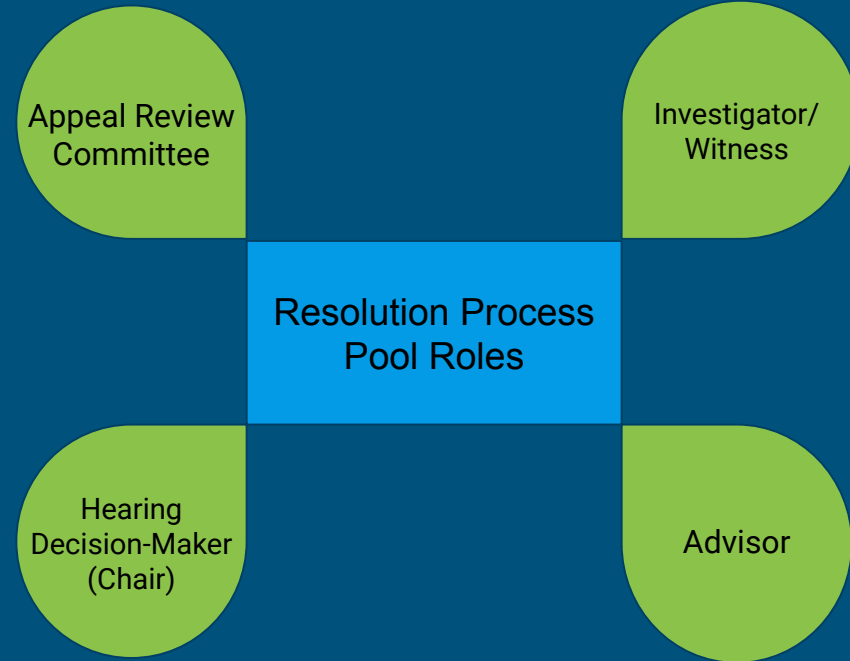 Appeal Review
Committee
Investigator/
Witness
Resolution Process
Pool Roles
Hearing
Decision-Maker
(Chair)
Advisor